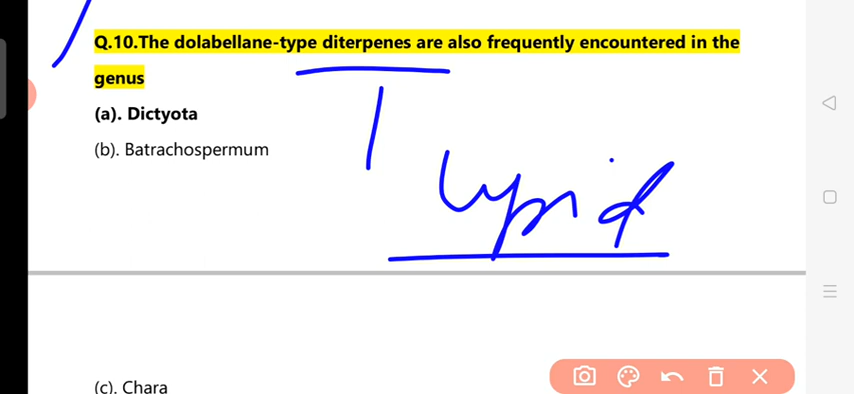 Q.10.The dolabellane-type diterpenes are also frequently encountered in the
genus
(a). Dictyota
(b). Batrachospermum
(c). Chara